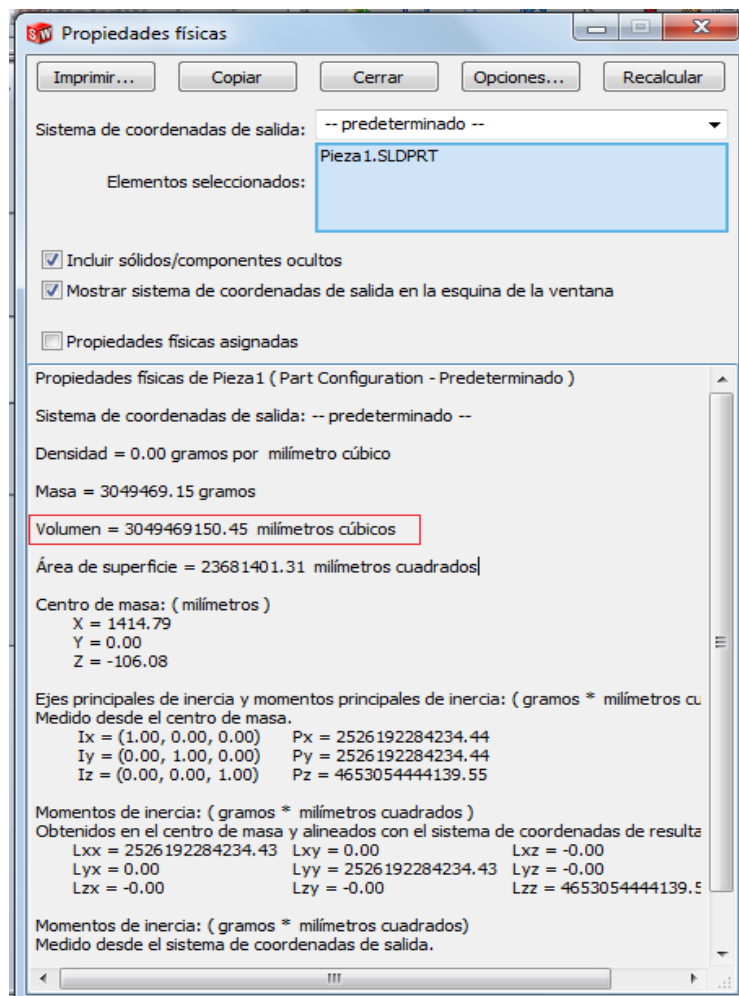 SW Propiedades físicas
Imprimir... Copiar Cerrar Opciones... Recalcular
Sistema de coordenadas de salida: -- predeterminado --
Pieza1.SLDPRT
Elementos seleccionados:
Incluir sólidos/componentes ocultos
Mostrar sistema de coordenadas de salida en la esquina de la ventana
Propiedades físicas asignadas
Propiedades físicas de Pieza1 ( Part Configuration - Predeterminado )
Sistema de coordenadas de salida: -- predeterminado --
Densidad = 0.00 gramos por milímetro cúbico
Masa = 3049469.15 gramos
Volumen = 3049469150.45 milímetros cúbicos
Área de superficie = 23681401.31 milímetros cuadrados
Centro de masa: ( milímetros )
X = 1414.79
Y = 0.00
Z = -106.08
Ejes principales de inercia y momentos principales de inercia: ( gramos * milímetros cu
Medido desde el centro de masa.
Ix = (1.00, 0.00, 0.00) Px = 2526192284234.44
Iy = (0.00, 1.00, 0.00) Py = 2526192284234.44
Iz = (0.00, 0.00, 1.00) Pz = 4653054444139.55
Momentos de inercia: ( gramos * milímetros cuadrados )
Obtenidos en el centro de masa y alineados con el sistema de coordenadas de resulta
Lxx = 2526192284234.43 Lxy = 0.00 Lxz = -0.00
Lyx = 0.00 Lyy = 2526192284234.43 Lyz = -0.00
Lzx = -0.00 Lzy = -0.00 Lzz = 4653054444139.5
Momentos de inercia: ( gramos * milímetros cuadrados)
Medido desde el sistema de coordenadas de salida.